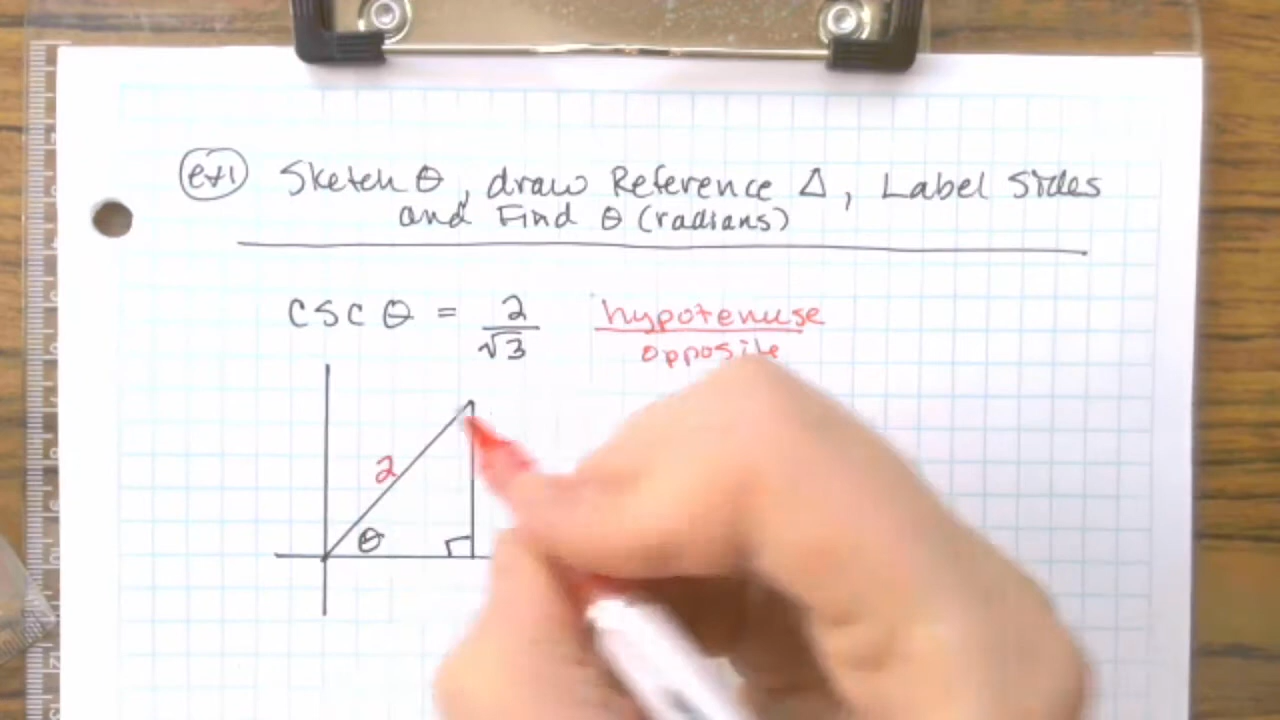 ex1 Sketch θ, draw Reference Δ, Label Sides
and Find θ (radians)
csc θ = 2/√3 hypotenuse/opposite
2
θ